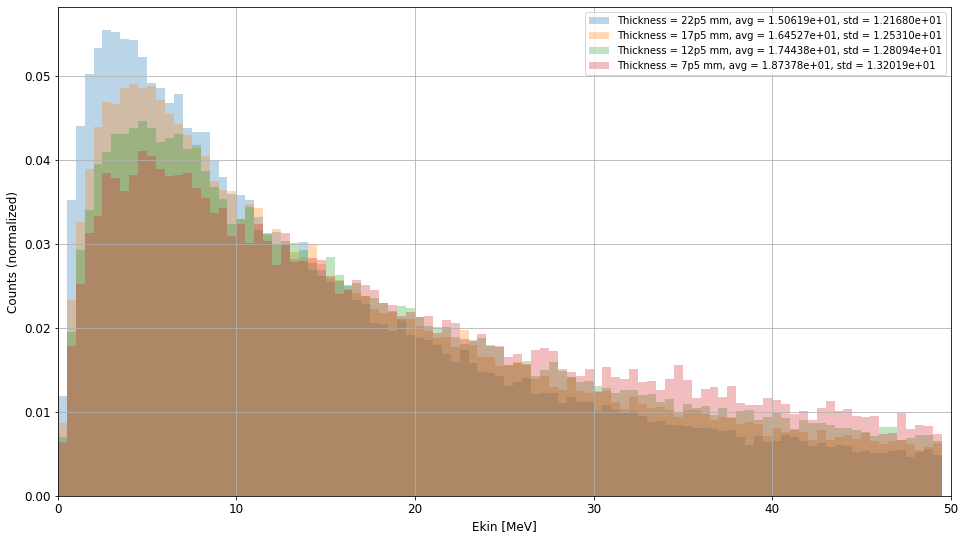 Thickness = 22p5 mm, avg = 1.50619e+01, std = 1.21680e+01
Thickness = 17p5 mm, avg = 1.64527e+01, std = 1.25310e+01
Thickness = 12p5 mm, avg = 1.74438e+01, std = 1.28094e+01
Thickness = 7p5 mm, avg = 1.87378e+01, std = 1.32019e+01
Counts (normalized)
0.05
0.04
0.03
0.02
0.01
0.00
0 10 20 30 40 50
Ekin [MeV]